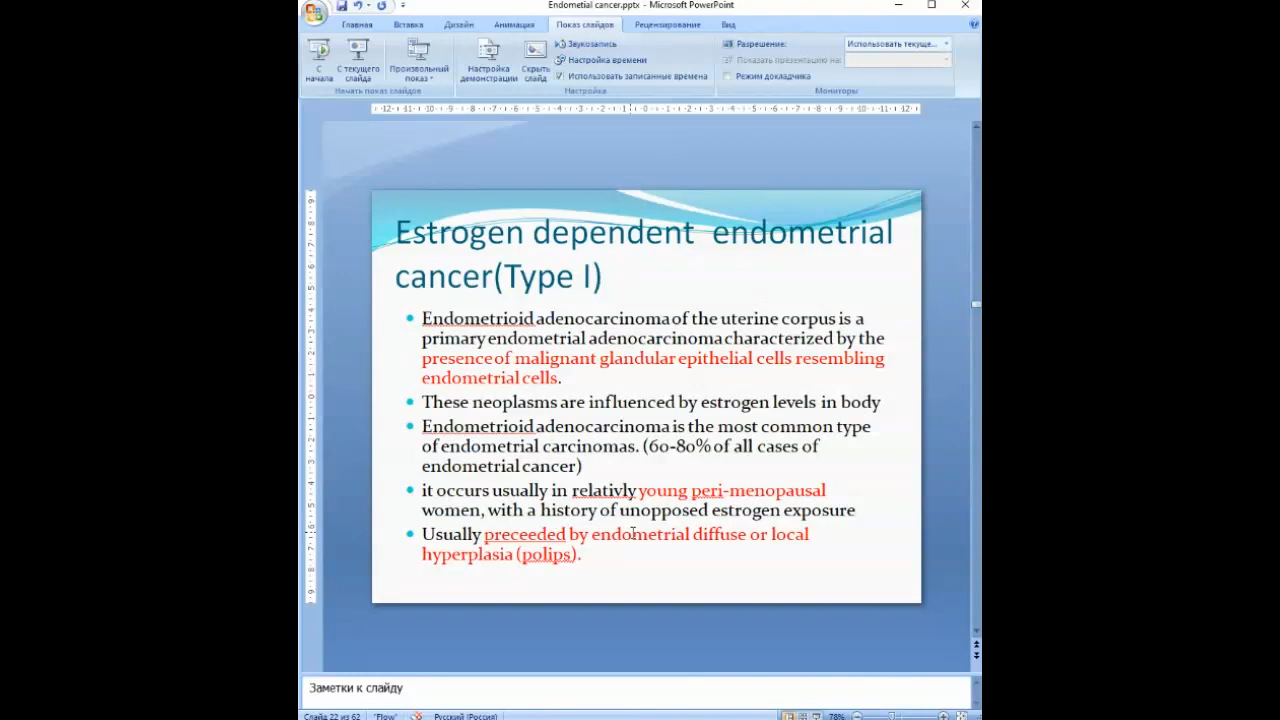 Endometial cancer.pptx - Microsoft PowerPoint
Главная Вставка Дизайн Анимация Показ слайдов Рецензирование Вид
С начала
С текущего слайда
Произвольный показ
Настройка демонстрации
Скрыть слайд
Звукозапись
Настройка времени
Использовать записанные времена
Разрешение: Использовать текуще...
Показать презентацию на:
Режим докладчика
Начать показ слайдов Настройка Мониторы
Estrogen dependent endometrial
cancer(Type I)
Endometrioid adenocarcinoma of the uterine corpus is a
primary endometrial adenocarcinoma characterized by the
presence of malignant glandular epithelial cells resembling
endometrial cells.
These neoplasms are influenced by estrogen levels in body
Endometrioid adenocarcinoma is the most common type
of endometrial carcinomas. (60-80% of all cases of
endometrial cancer)
it occurs usually in relativly young peri-menopausal
women, with a history of unopposed estrogen exposure
Usually preceeded by endometrial diffuse or local
hyperplasia (polips).
Заметки к слайду
Слайд 22 из 62 "Flow" Русский (Россия) 78%